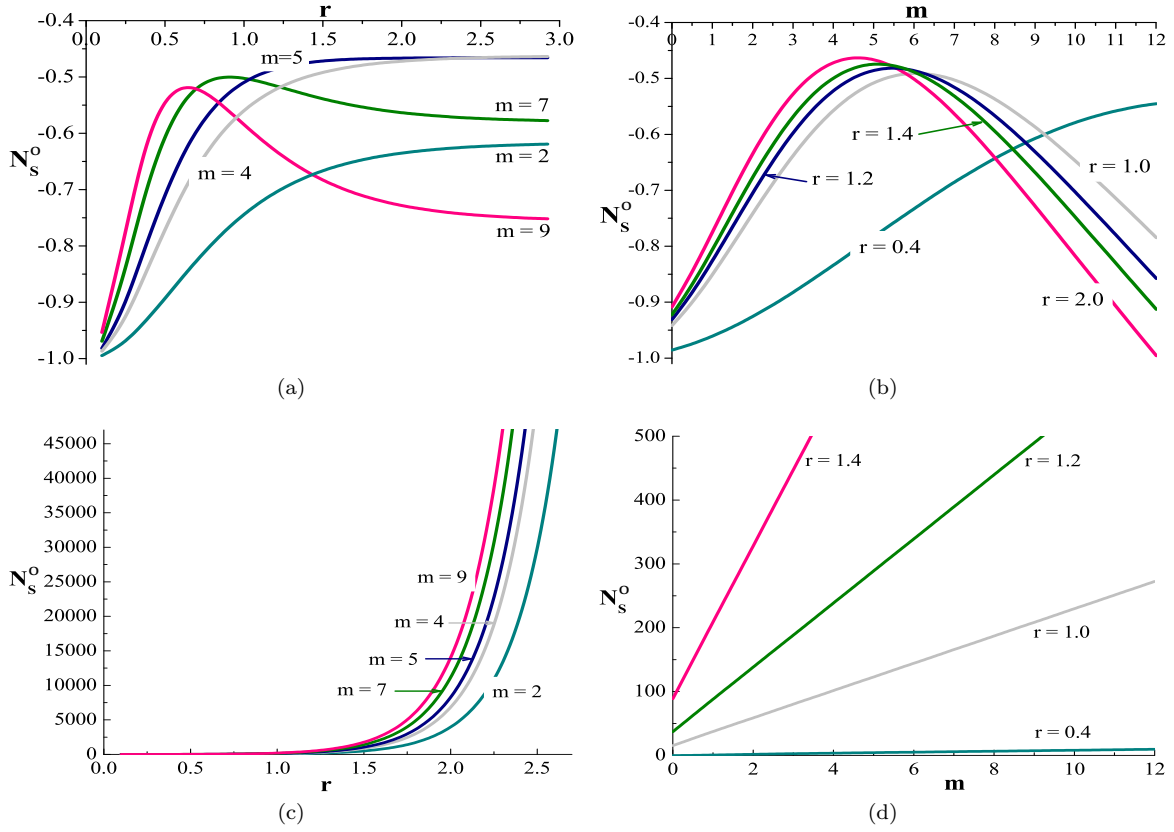 r
0.0 0.5 1.0 1.5 2.0 2.5 3.0
-0.4
-0.5
-0.6
-0.7
-0.8
-0.9
-1.0
N_s^o
m=5
m = 7
m = 2
m = 4
m = 9
(a)
m
0 1 2 3 4 5 6 7 8 9 10 11 12
-0.4
-0.5
-0.6
-0.7
-0.8
-0.9
-1.0
N_s^o
r = 1.4
r = 1.0
r = 1.2
r = 0.4
r = 2.0
(b)
45000
40000
35000
30000
25000
20000
15000
10000
5000
0
N_s^o
m = 9
m = 4
m = 5
m = 7
m = 2
0.0 0.5 1.0 1.5 2.0 2.5
r
(c)
500
400
300
200
100
0
N_s^o
r = 1.4
r = 1.2
r = 1.0
r = 0.4
0 2 4 6 8 10 12
m
(d)